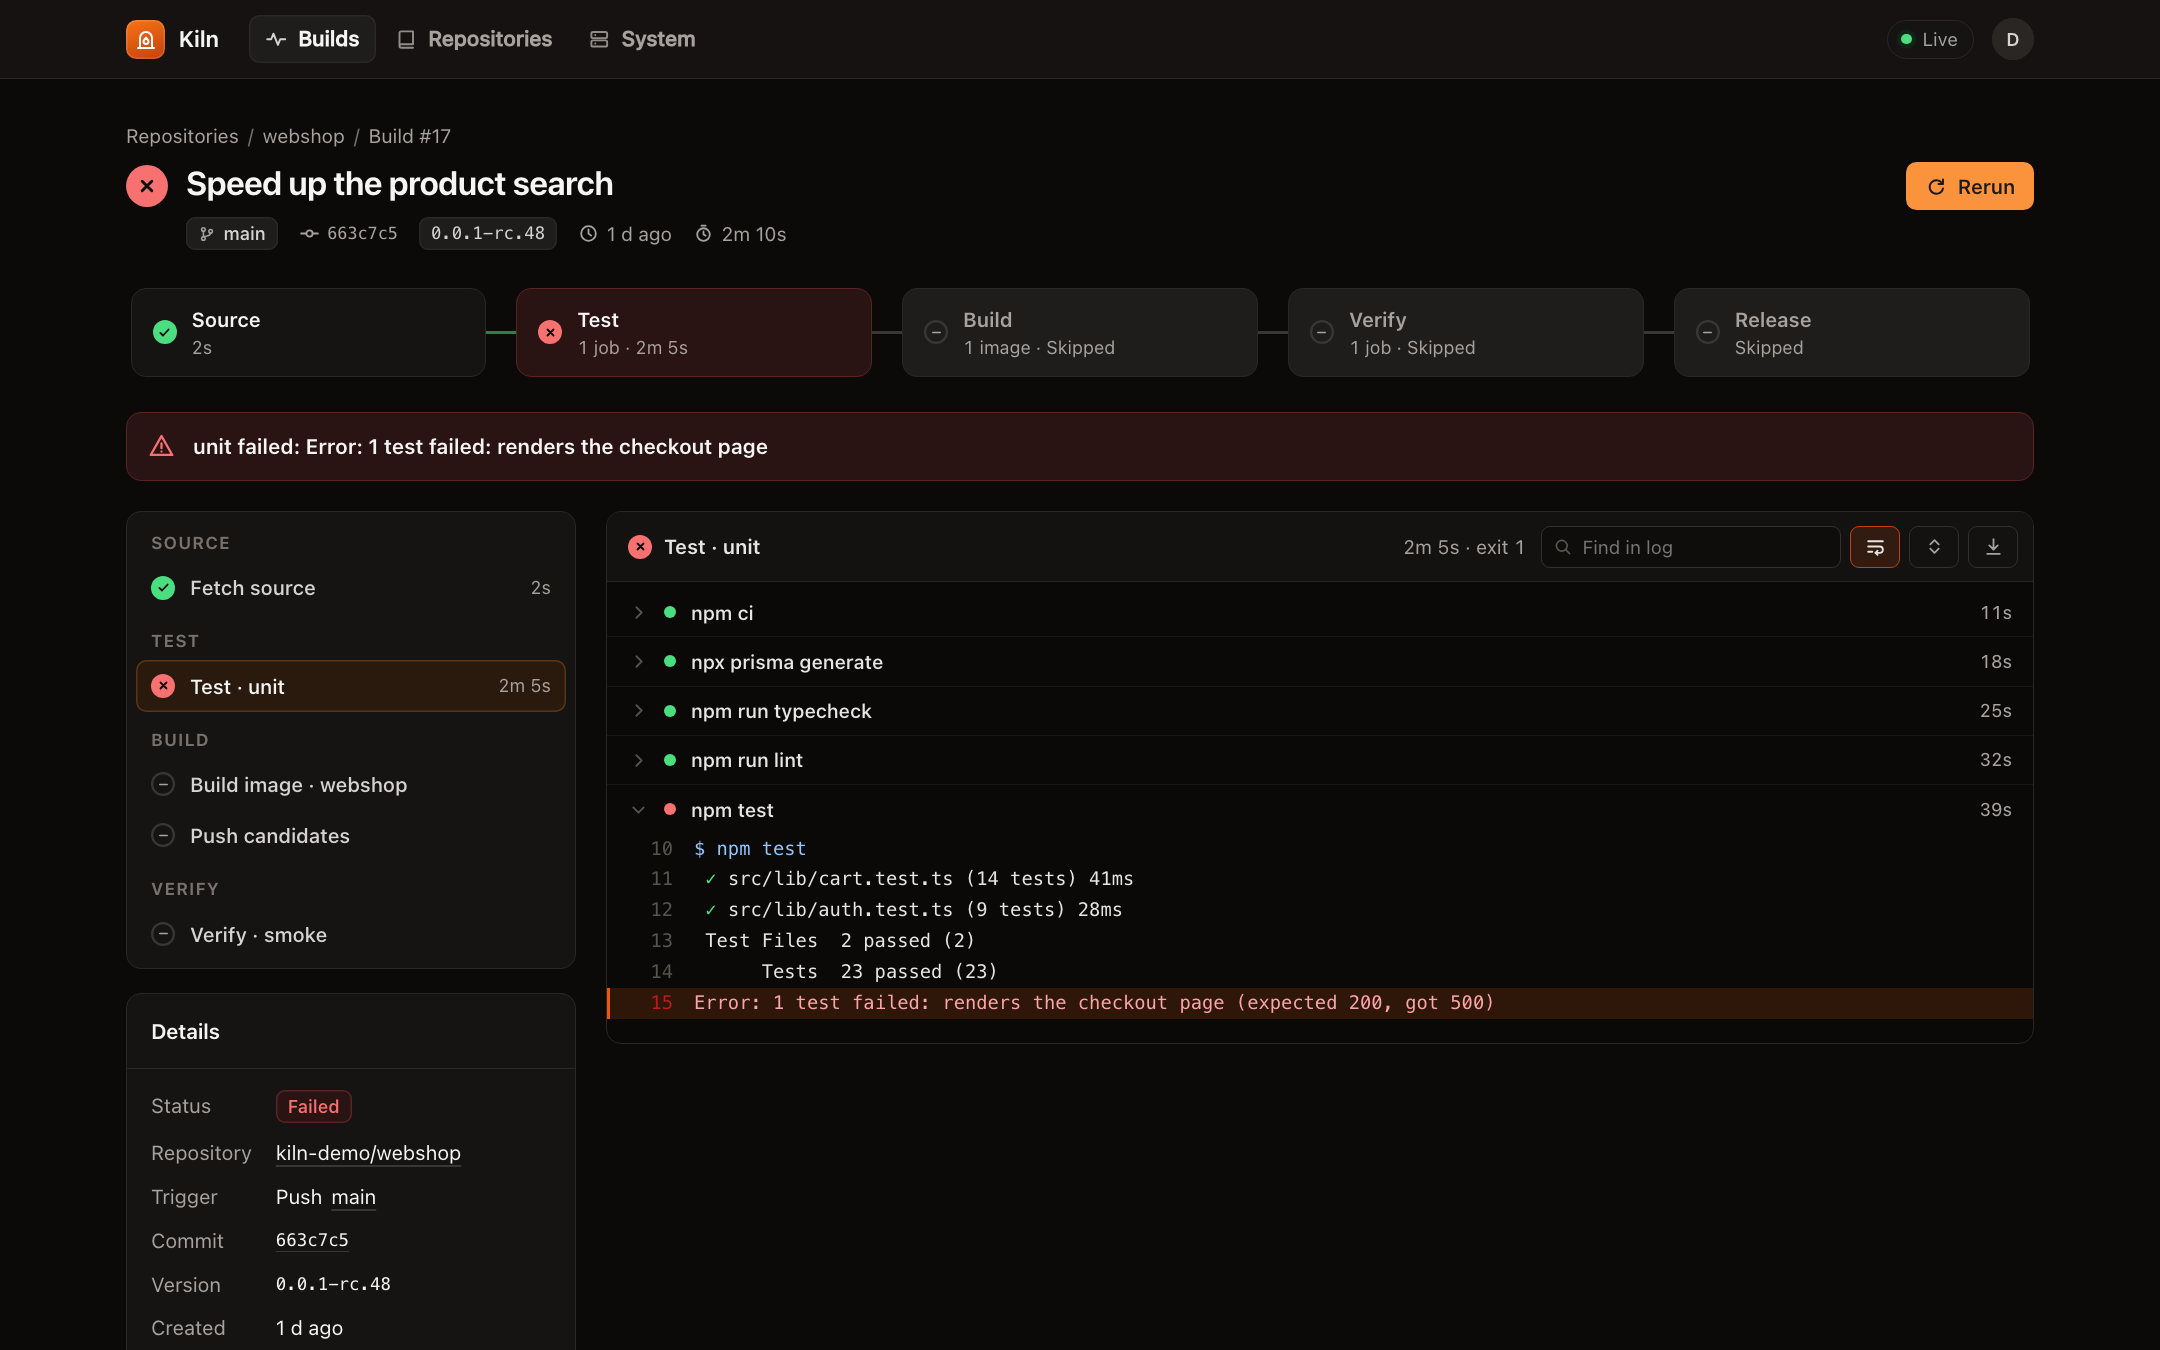 Kiln
Builds
Repositories
System
Live
D
Repositories / webshop / Build #17
Speed up the product search
Rerun
main
663c7c5
0.0.1-rc.48
1 d ago
2m 10s
Source
2s
Test
1 job · 2m 5s
Build
1 image · Skipped
Verify
1 job · Skipped
Release
Skipped
unit failed: Error: 1 test failed: renders the checkout page
SOURCE
Fetch source 2s
TEST
Test · unit 2m 5s
BUILD
Build image · webshop
Push candidates
VERIFY
Verify · smoke
Details
Status Failed
Repository kiln-demo/webshop
Trigger Push main
Commit 663c7c5
Version 0.0.1-rc.48
Created 1 d ago
Test · unit 2m 5s · exit 1 Find in log
npm ci 11s
npx prisma generate 18s
npm run typecheck 25s
npm run lint 32s
npm test 39s
10 $ npm test
11 ✓ src/lib/cart.test.ts (14 tests) 41ms
12 ✓ src/lib/auth.test.ts (9 tests) 28ms
13 Test Files 2 passed (2)
14 Tests 23 passed (23)
15 Error: 1 test failed: renders the checkout page (expected 200, got 500)